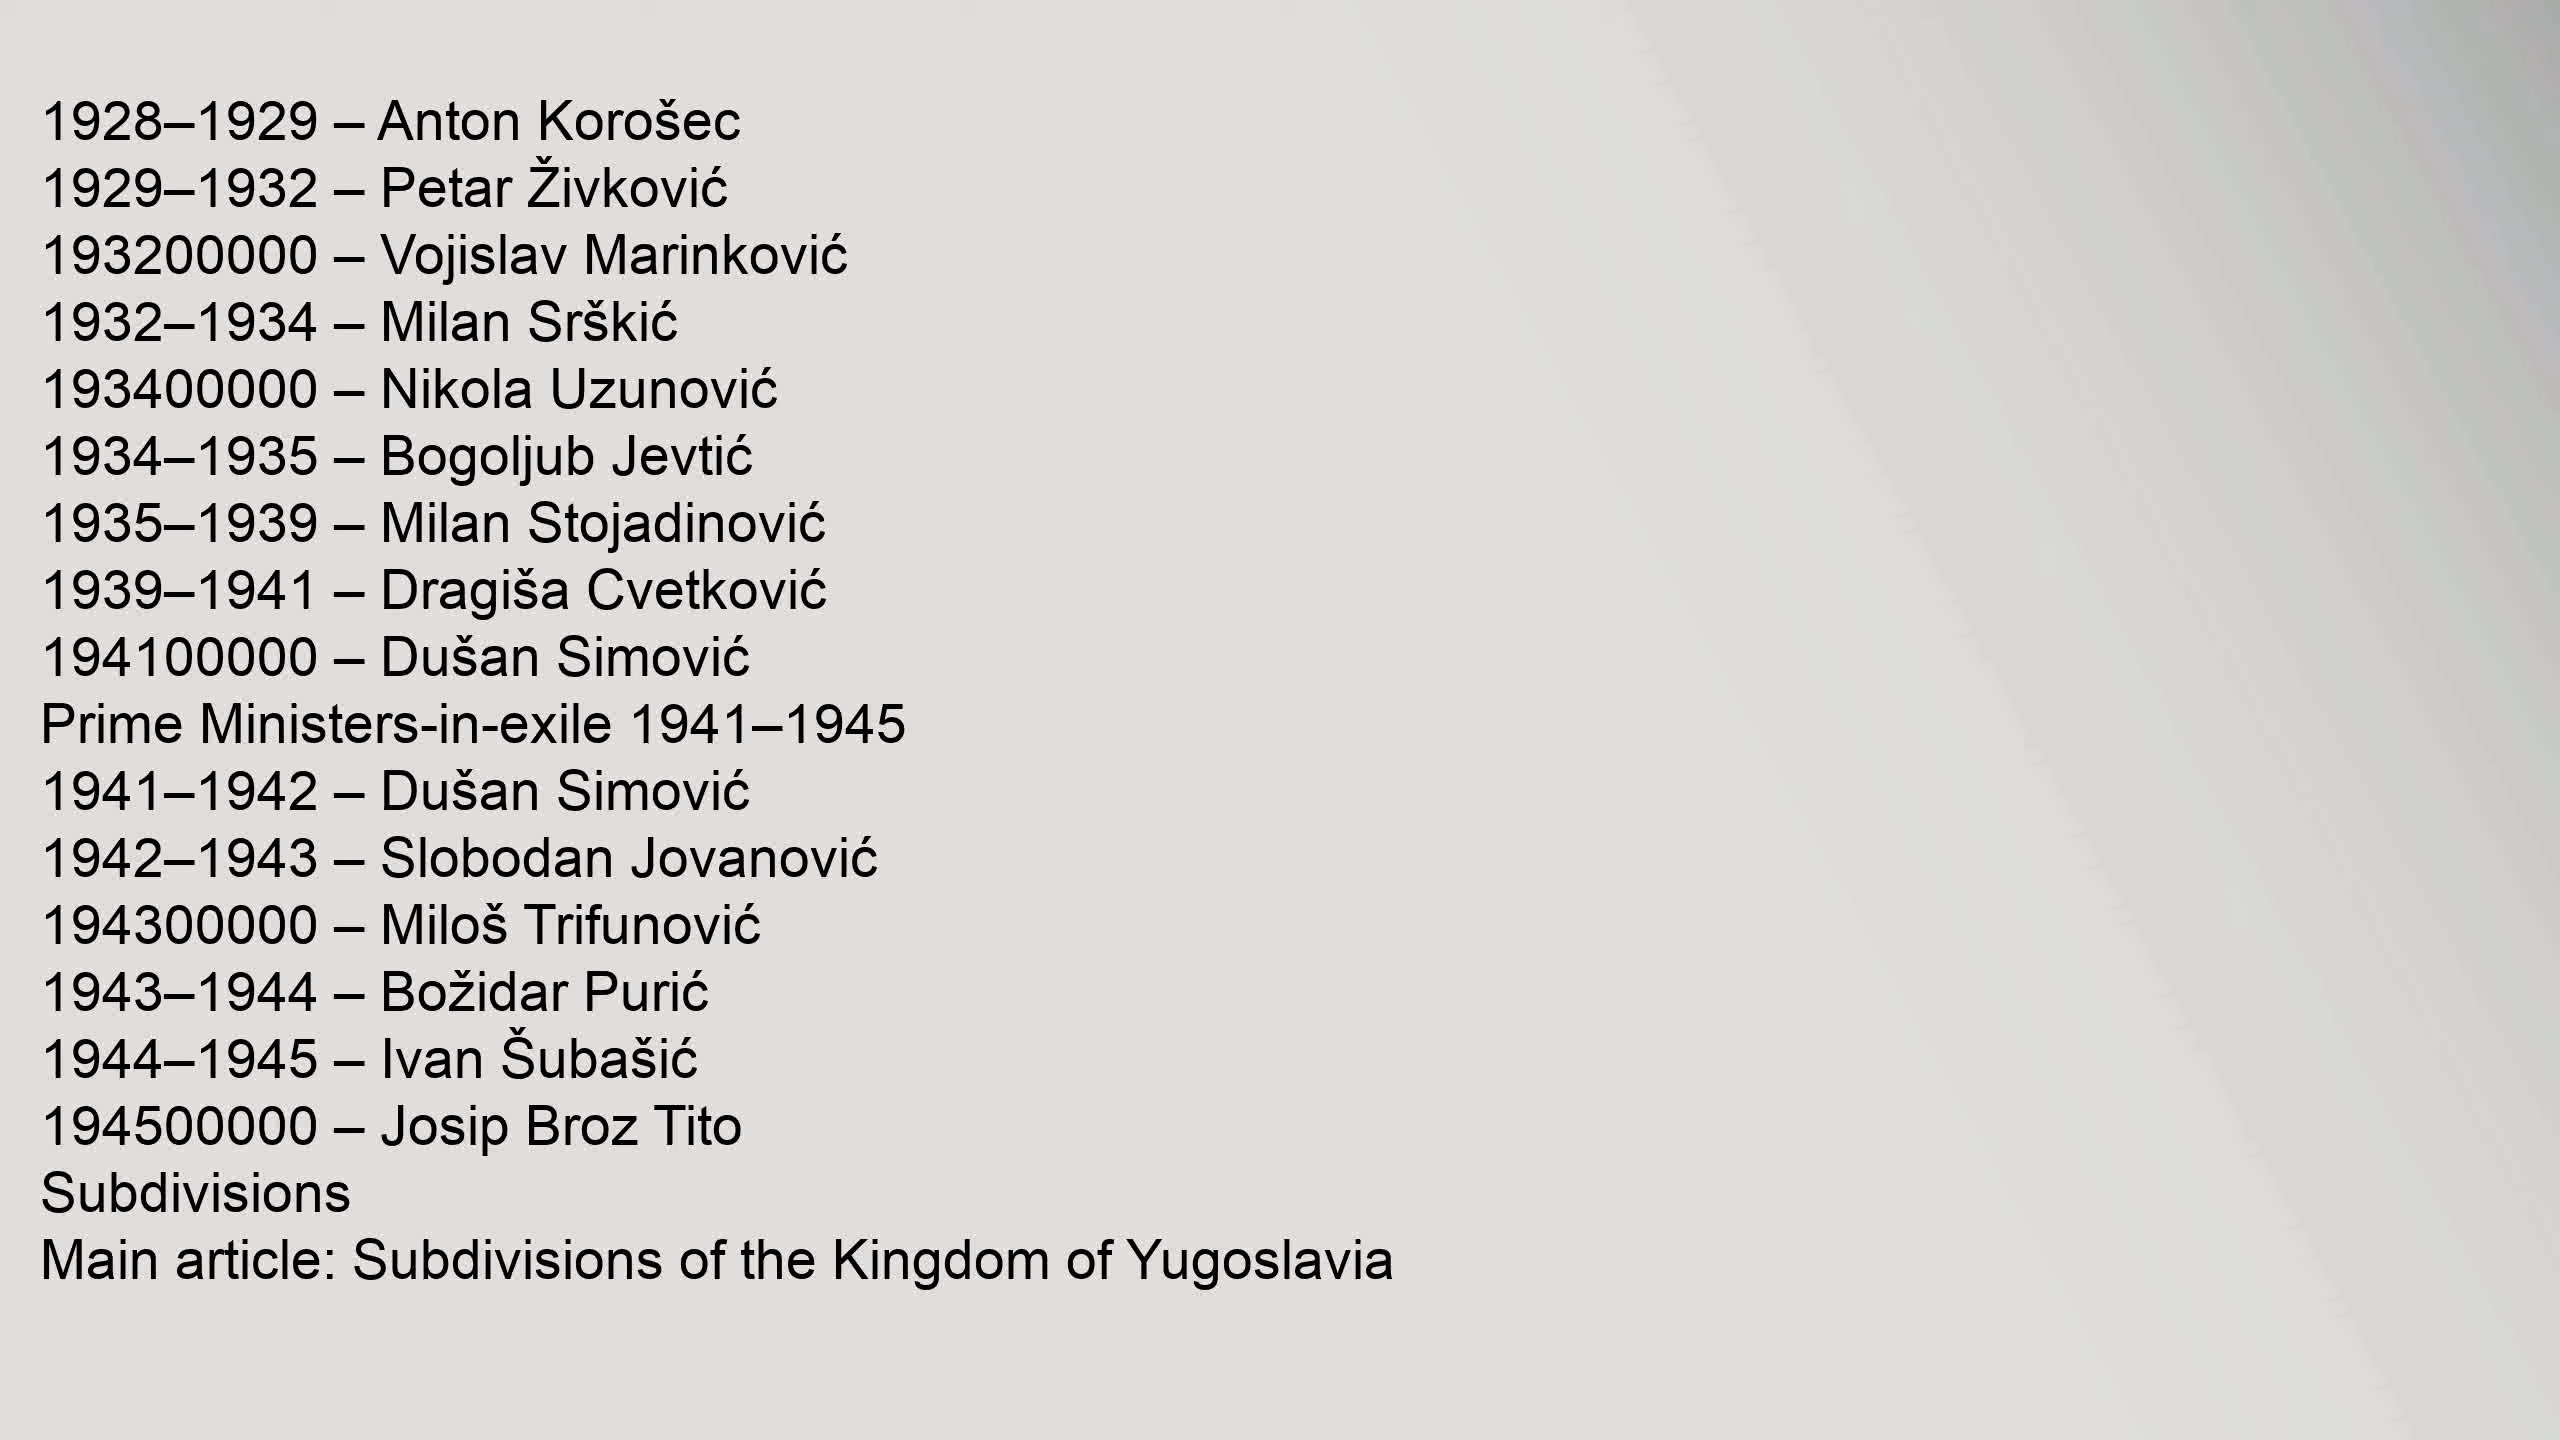 1928–1929 – Anton Korošec
1929–1932 – Petar Živković
193200000 – Vojislav Marinković
1932–1934 – Milan Srškić
193400000 – Nikola Uzunović
1934–1935 – Bogoljub Jevtić
1935–1939 – Milan Stojadinović
1939–1941 – Dragiša Cvetković
194100000 – Dušan Simović
Prime Ministers-in-exile 1941–1945
1941–1942 – Dušan Simović
1942–1943 – Slobodan Jovanović
194300000 – Miloš Trifunović
1943–1944 – Božidar Purić
1944–1945 – Ivan Šubašić
194500000 – Josip Broz Tito
Subdivisions
Main article: Subdivisions of the Kingdom of Yugoslavia